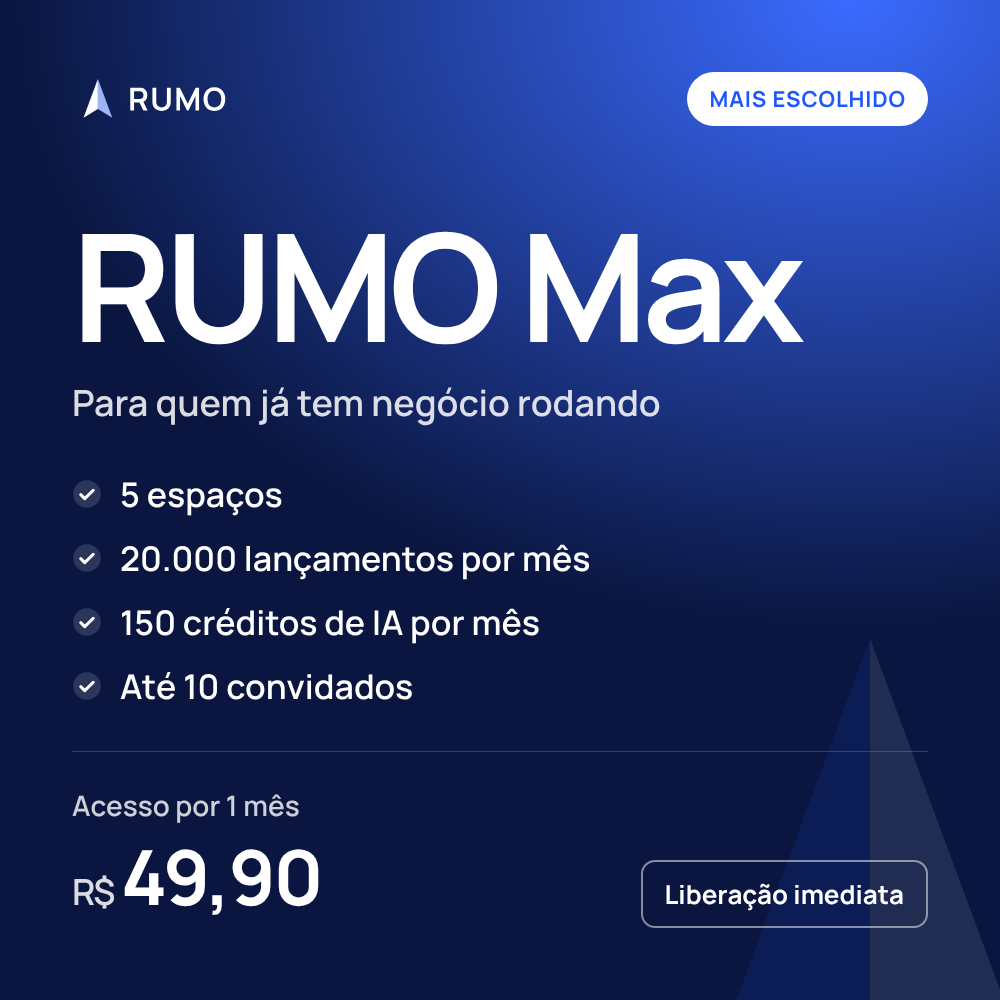 RUMO
MAIS ESCOLHIDO
RUMO Max
Para quem já tem negócio rodando
5 espaços
20.000 lançamentos por mês
150 créditos de IA por mês
Até 10 convidados
Acesso por 1 mês
R$ 49,90
Liberação imediata